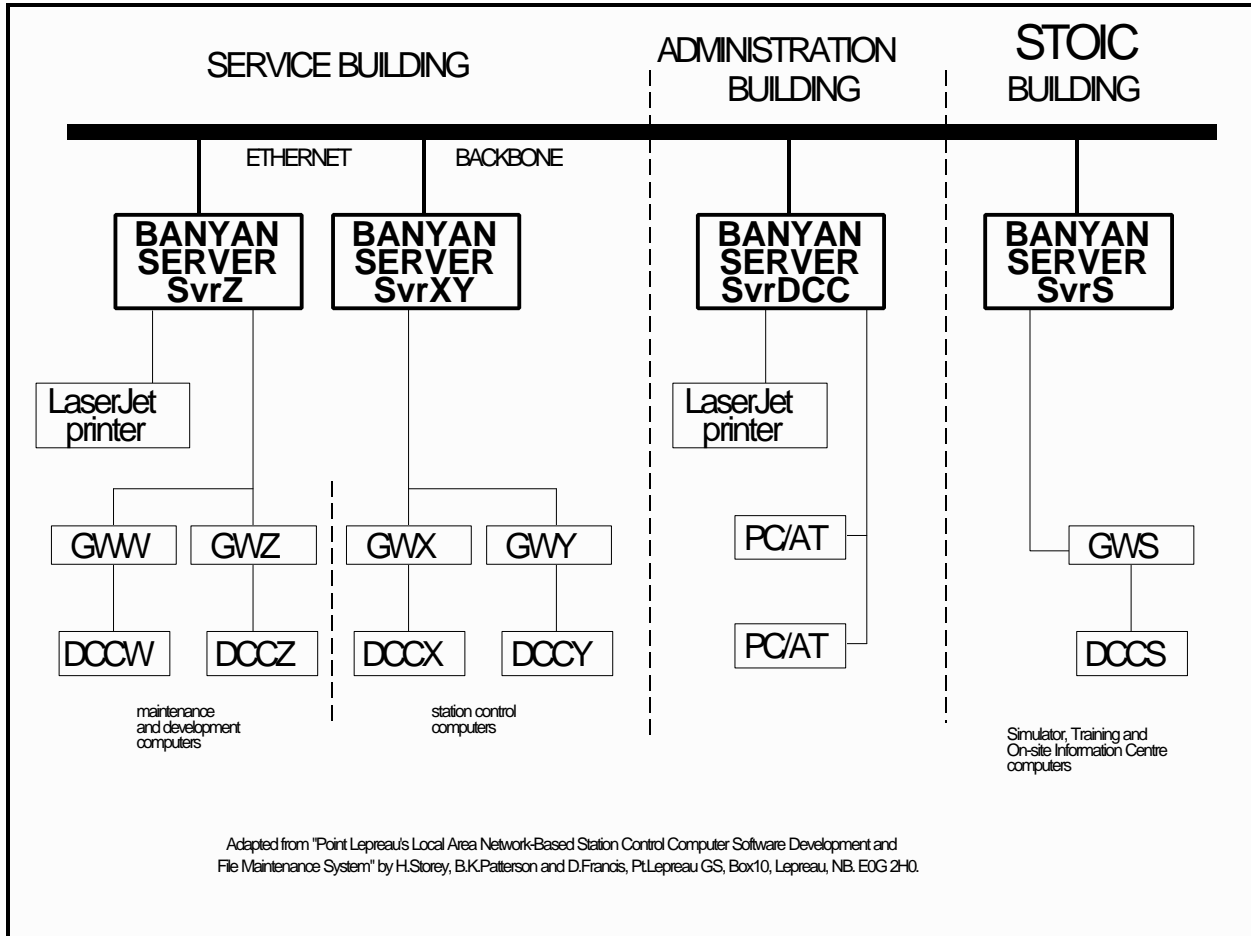 SERVICE BUILDING
ADMINISTRATION
BUILDING
STOIC
BUILDING
ETHERNET
BACKBONE
BANYAN
SERVER
SvrZ
BANYAN
SERVER
SvrXY
BANYAN
SERVER
SvrDCC
BANYAN
SERVER
SvrS
LaserJet
printer
LaserJet
printer
GWW
GWZ
GWX
GWY
PC/AT
GWS
DCCW
DCCZ
DCCX
DCCY
PC/AT
DCCS
maintenance
and development
computers
station control
computers
Simulator, Training and
On-site Information Centre
computers
Adapted from "Point Lepreau's Local Area Network-Based Station Control Computer Software Development and
File Maintenance System" by H.Storey, B.K.Patterson and D.Francis, Pt.Lepreau GS, Box10, Lepreau, NB. E0G 2H0.